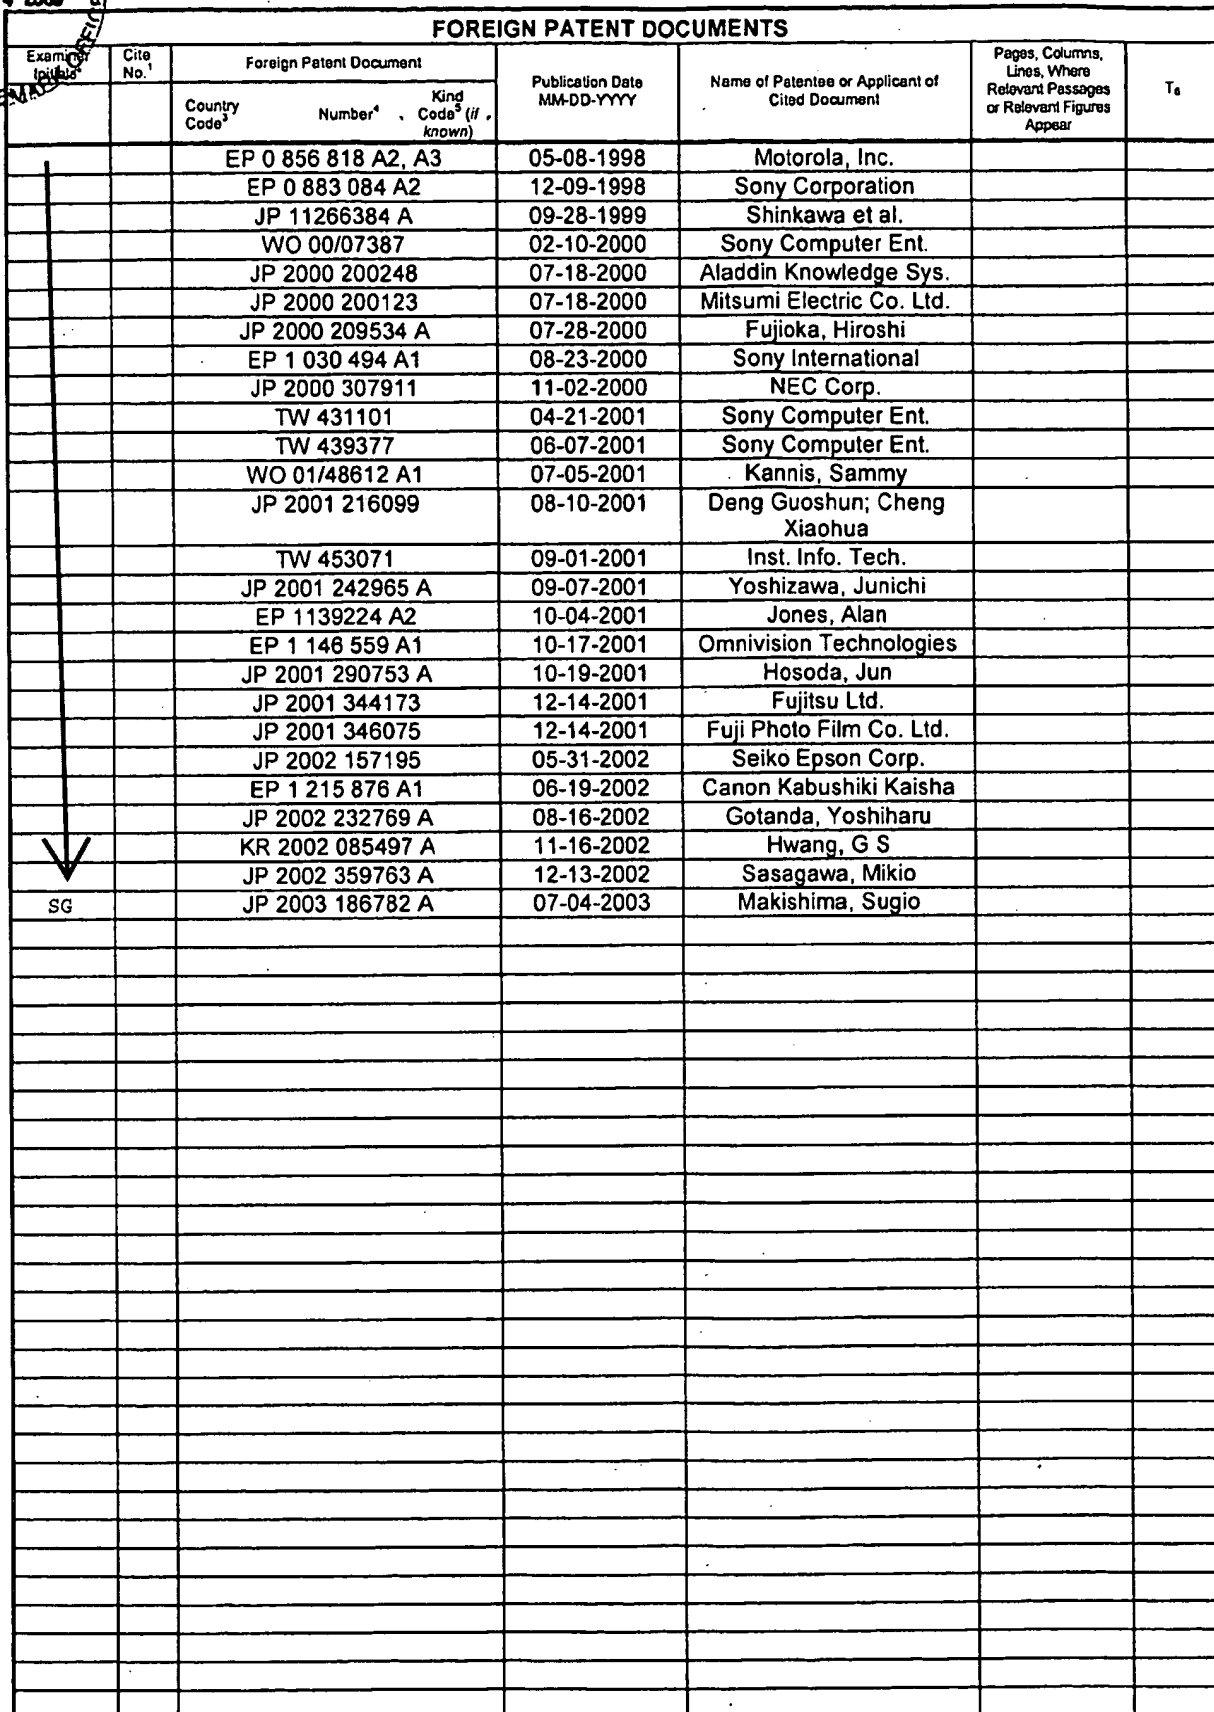 FOREIGN PATENT DOCUMENTS
Examiner Initials* Cite No.¹ Foreign Patent Document Publication Date MM-DD-YYYY Name of Patentee or Applicant of Cited Document Pages, Columns, Lines, Where Relevant Passages or Relevant Figures Appear T₆
Country Code³ Number⁴ Kind Code⁵ (if known)
EP 0 856 818 A2, A3 05-08-1998 Motorola, Inc.
EP 0 883 084 A2 12-09-1998 Sony Corporation
JP 11266384 A 09-28-1999 Shinkawa et al.
WO 00/07387 02-10-2000 Sony Computer Ent.
JP 2000 200248 07-18-2000 Aladdin Knowledge Sys.
JP 2000 200123 07-18-2000 Mitsumi Electric Co. Ltd.
JP 2000 209534 A 07-28-2000 Fujioka, Hiroshi
EP 1 030 494 A1 08-23-2000 Sony International
JP 2000 307911 11-02-2000 NEC Corp.
TW 431101 04-21-2001 Sony Computer Ent.
TW 439377 06-07-2001 Sony Computer Ent.
WO 01/48612 A1 07-05-2001 Kannis, Sammy
JP 2001 216099 08-10-2001 Deng Guoshun; Cheng
Xiaohua
TW 453071 09-01-2001 Inst. Info. Tech.
JP 2001 242965 A 09-07-2001 Yoshizawa, Junichi
EP 1139224 A2 10-04-2001 Jones, Alan
EP 1 146 559 A1 10-17-2001 Omnivision Technologies
JP 2001 290753 A 10-19-2001 Hosoda, Jun
JP 2001 344173 12-14-2001 Fujitsu Ltd.
JP 2001 346075 12-14-2001 Fuji Photo Film Co. Ltd.
JP 2002 157195 05-31-2002 Seiko Epson Corp.
EP 1 215 876 A1 06-19-2002 Canon Kabushiki Kaisha
JP 2002 232769 A 08-16-2002 Gotanda, Yoshiharu
KR 2002 085497 A 11-16-2002 Hwang, G S
JP 2002 359763 A 12-13-2002 Sasagawa, Mikio
SG JP 2003 186782 A 07-04-2003 Makishima, Sugio